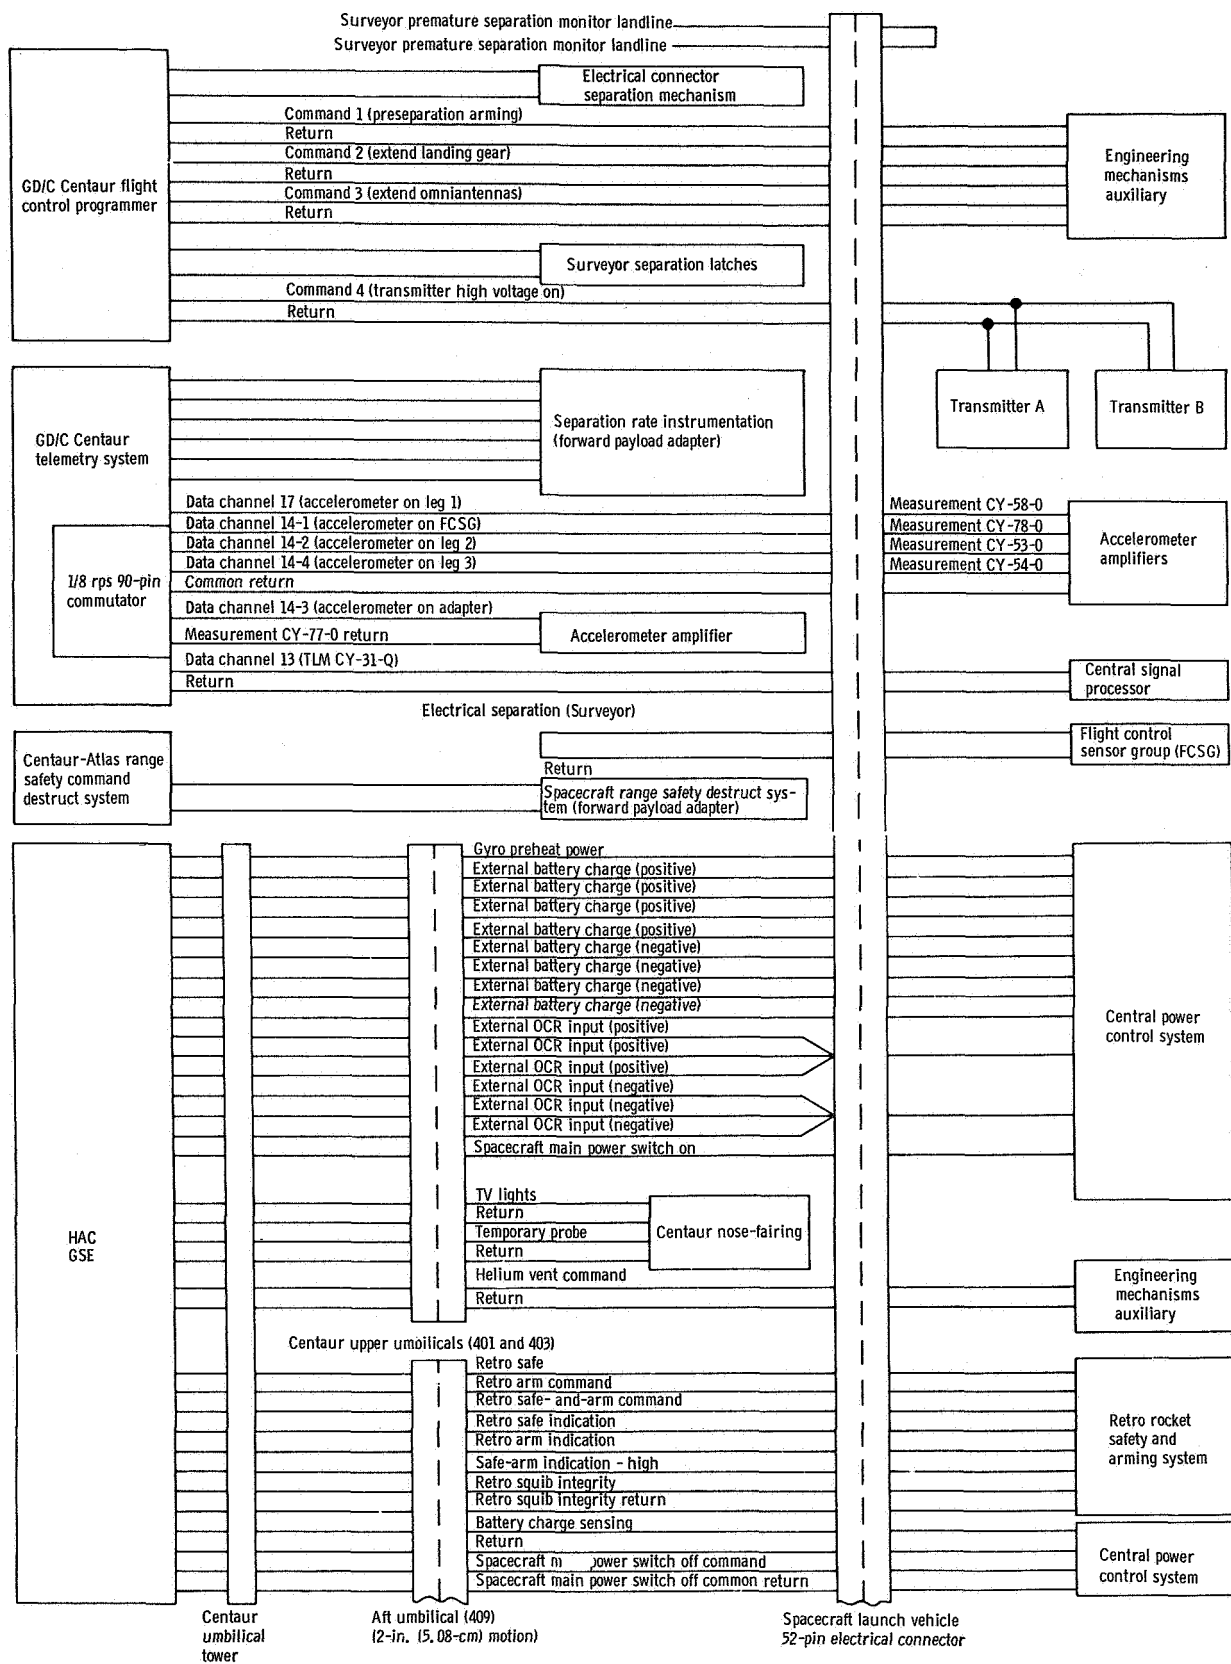 Surveyor premature separation monitor landline
Surveyor premature separation monitor landline
Electrical connector
separation mechanism
Command 1 (preseparation arming)
Return
Command 2 (extend landing gear)
Return
Command 3 (extend omniantennas)
Return
GD/C Centaur flight
control programmer
Engineering
mechanisms
auxiliary
Surveyor separation latches
Command 4 (transmitter high voltage on)
Return
Transmitter A
Transmitter B
GD/C Centaur
telemetry system
Separation rate instrumentation
(forward payload adapter)
Data channel 17 (accelerometer on leg 1)
Data channel 14-1 (accelerometer on FCSG)
Data channel 14-2 (accelerometer on leg 2)
Data channel 14-4 (accelerometer on leg 3)
Common return
Data channel 14-3 (accelerometer on adapter)
Measurement CY-77-0 return
Data channel 13 (TLM CY-31-Q)
Return
1/8 rps 90-pin
commutator
Accelerometer amplifier
Measurement CY-58-0
Measurement CY-78-0
Measurement CY-53-0
Measurement CY-54-0
Accelerometer
amplifiers
Central signal
processor
Electrical separation (Surveyor)
Return
Flight control
sensor group (FCSG)
Centaur-Atlas range
safety command
destruct system
Spacecraft range safety destruct sys-
tem (forward payload adapter)
Gyro preheat power
External battery charge (positive)
External battery charge (positive)
External battery charge (positive)
External battery charge (positive)
External battery charge (negative)
External battery charge (negative)
External battery charge (negative)
External battery charge (negative)
External OCR input (positive)
External OCR input (positive)
External OCR input (positive)
External OCR input (negative)
External OCR input (negative)
External OCR input (negative)
Spacecraft main power switch on
Central power
control system
HAC
GSE
TV lights
Return
Temporary probe
Return
Centaur nose-fairing
Helium vent command
Return
Engineering
mechanisms
auxiliary
Centaur upper umbilicals (401 and 403)
Retro safe
Retro arm command
Retro safe- and-arm command
Retro safe indication
Retro arm indication
Safe-arm indication - high
Retro squib integrity
Retro squib integrity return
Battery charge sensing
Return
Spacecraft m power switch off command
Spacecraft main power switch off common return
Retro rocket
safety and
arming system
Central power
control system
Centaur
umbilical
tower
Aft umbilical (409)
(2-in. (5.08-cm) motion)
Spacecraft launch vehicle
52-pin electrical connector